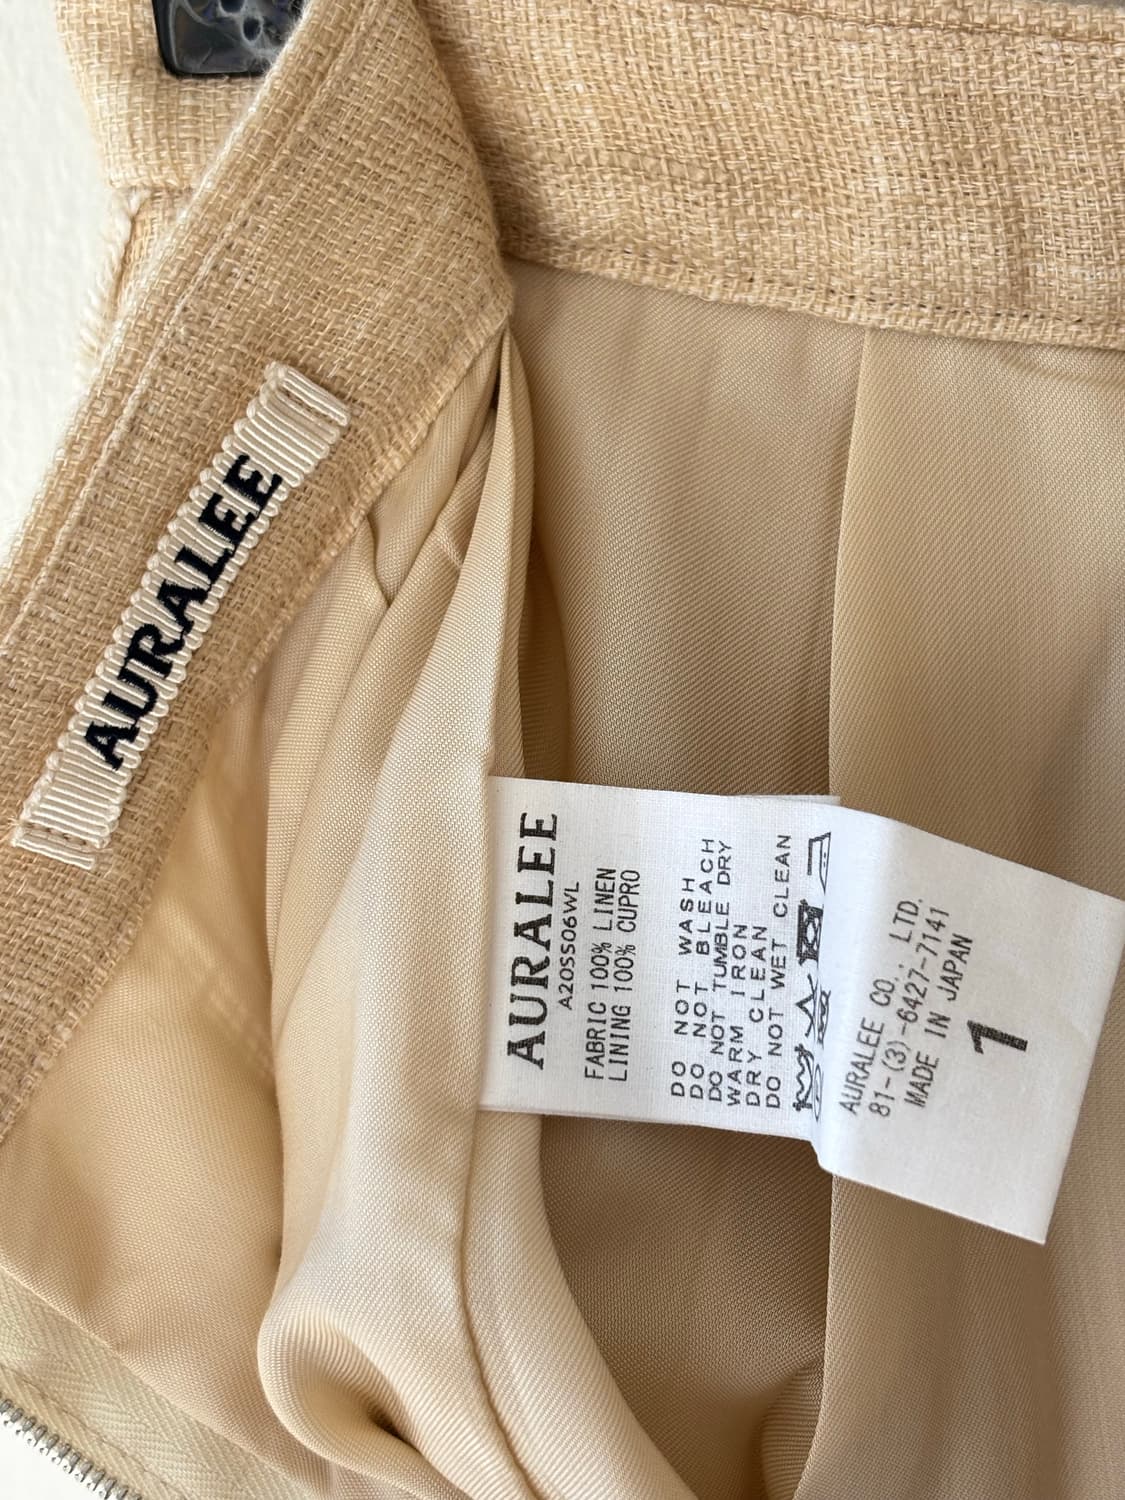 AURALEE
AURALEE
A20SS06WL
FABRIC 100% LINEN
LINING 100% CUPRO
DO NOT WASH
DO NOT BLEACH
DO NOT TUMBLE DRY
WARM IRON
DRY CLEAN
DO NOT WET CLEAN
AURALEE CO., LTD.
81-(3)-6427-7141
MADE IN JAPAN
1